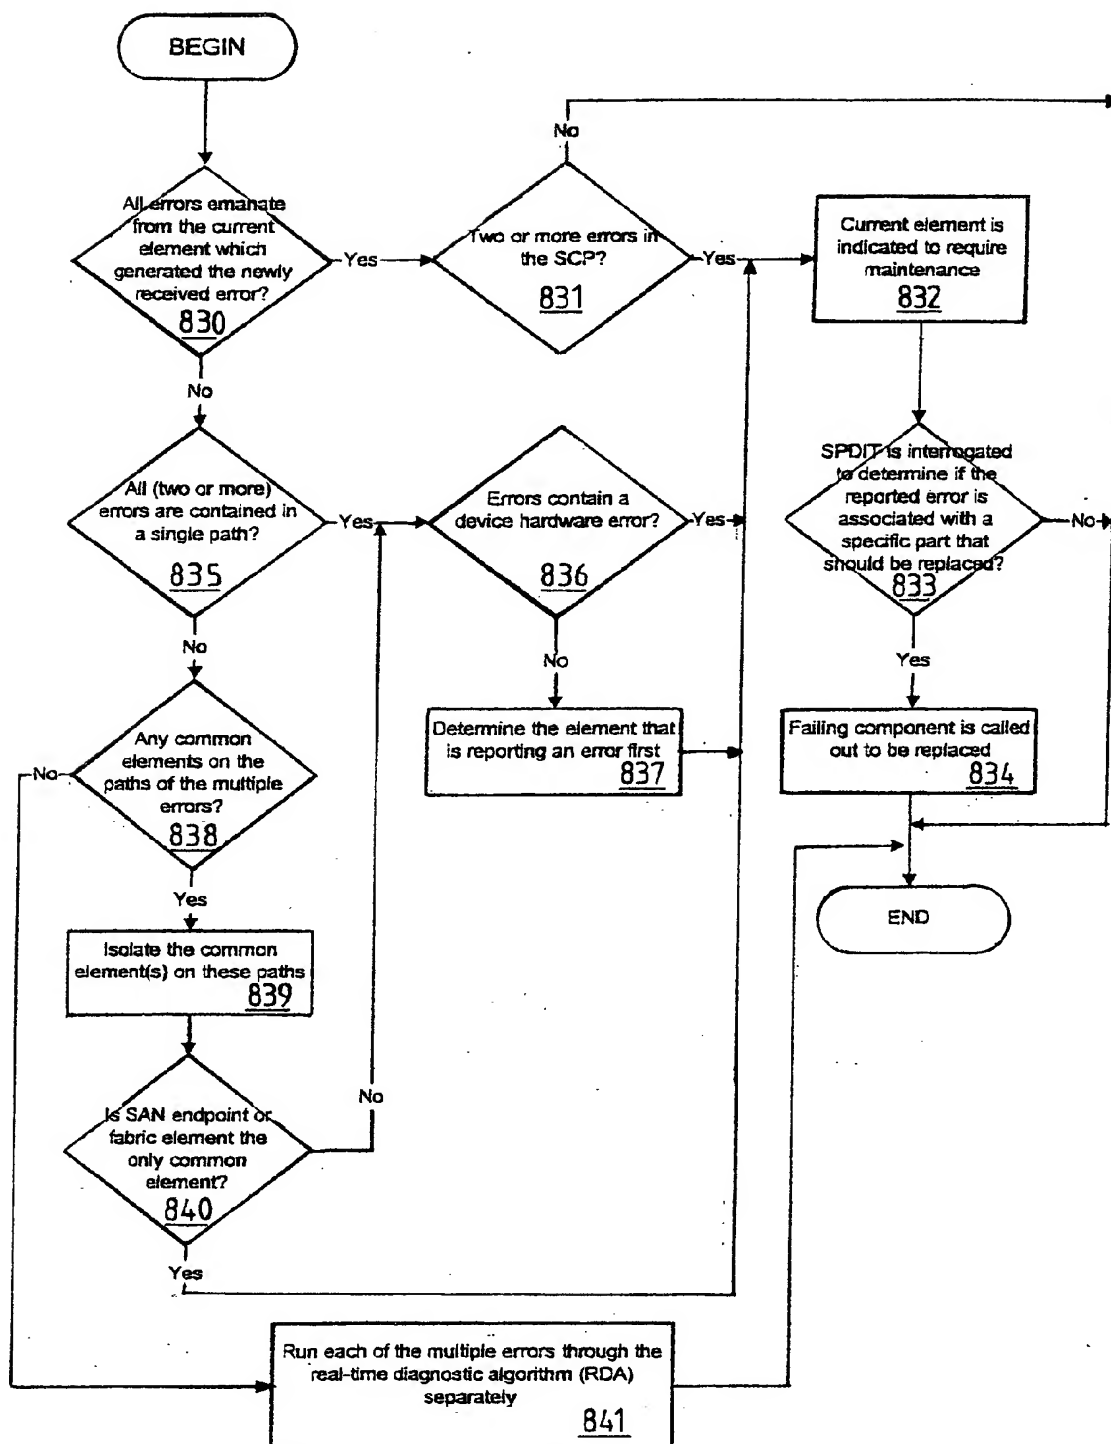 BEGIN
No
All errors emanate
from the current
element which
generated the newly
received error?
830
Yes
Two or more errors in
the SCP?
831
Yes
Current element is
indicated to require
maintenance
832
No
All (two or more)
errors are contained in
a single path?
835
Yes
Errors contain a
device hardware error?
836
Yes
SPDIT is interrogated
to determine if the
reported error is
associated with a
specific part that
should be replaced?
833
No
No
No
Yes
Any common
elements on the
paths of the multiple
errors?
838
No
Determine the element that
is reporting an error first
837
Failing component is called
out to be replaced
834
Yes
Isolate the common
element(s) on these paths
839
END
No
Is SAN endpoint or
fabric element the
only common
element?
840
Yes
Run each of the multiple errors through the
real-time diagnostic algorithm (RDA)
separately
841